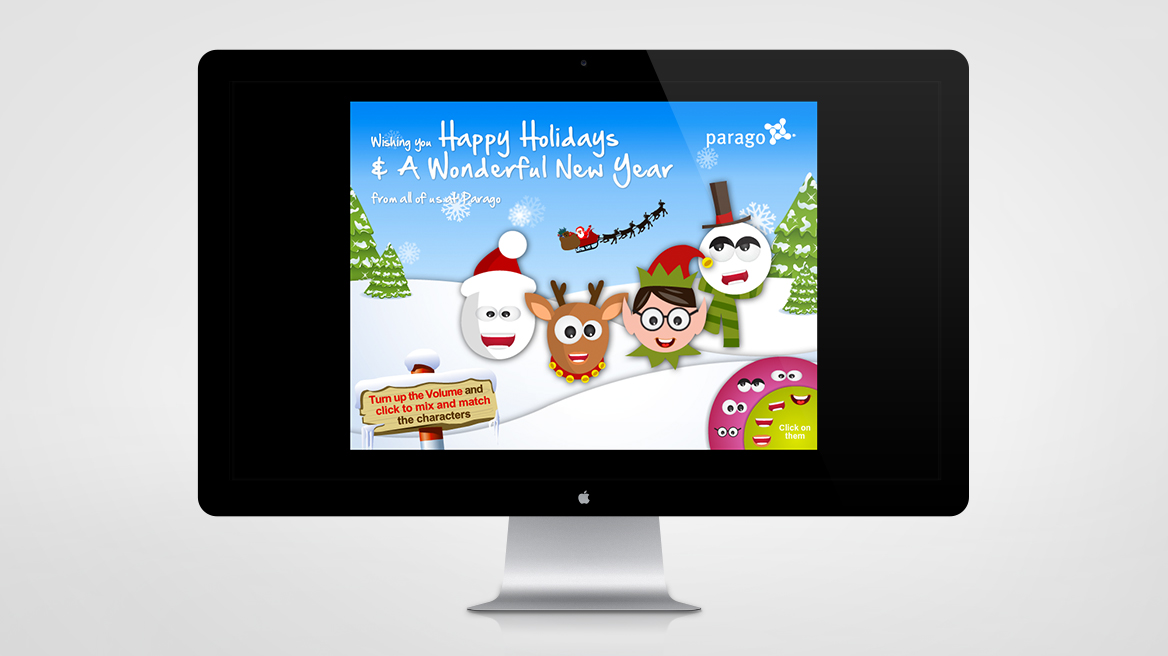 Wishing you Happy Holidays
& A Wonderful New Year
from all of us at Parago
parago
Turn up the Volume and
click to mix and match
the characters
Click on
them